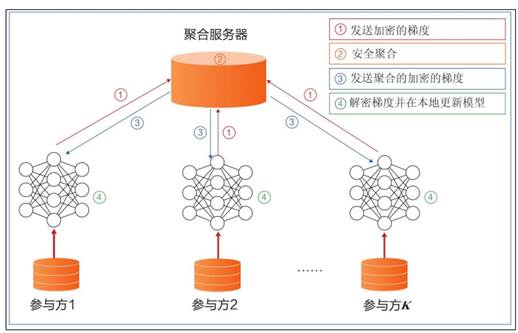 聚合服务器
① 发送加密的梯度
② 安全聚合
③ 发送聚合的加密的梯度
④ 解密梯度并在本地更新模型
②
① ① ①
③ ③ ③
④ ④ ④
······
参与方1 参与方2 参与方K